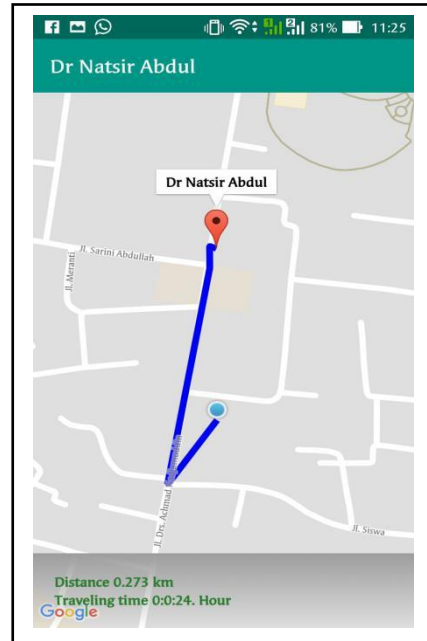 81% 11:25
Dr Natsir Abdul
Dr Natsir Abdul
Jl. Sarini Abdullah
Jl. Meranti
Jl. Drs. Achmad
Jl. Siswa
Distance 0.273 km
Traveling time 0:0:24. Hour
Google